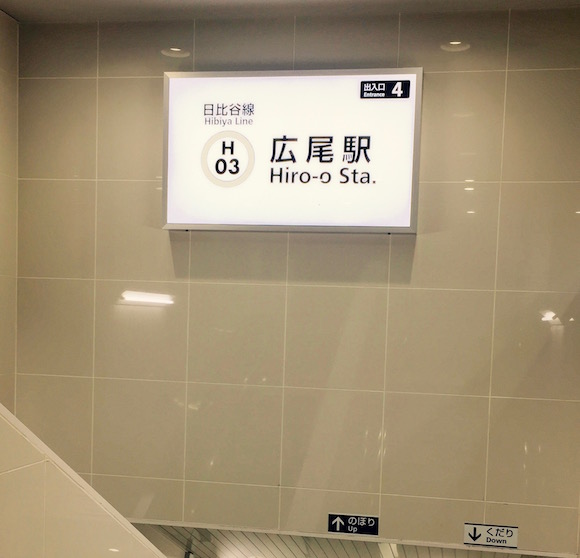 出入口 4
Entrance
日比谷線
Hibiya Line
H
03
広尾駅
Hiro-o Sta.
↑ のぼり
Up
↓ くだり
Down